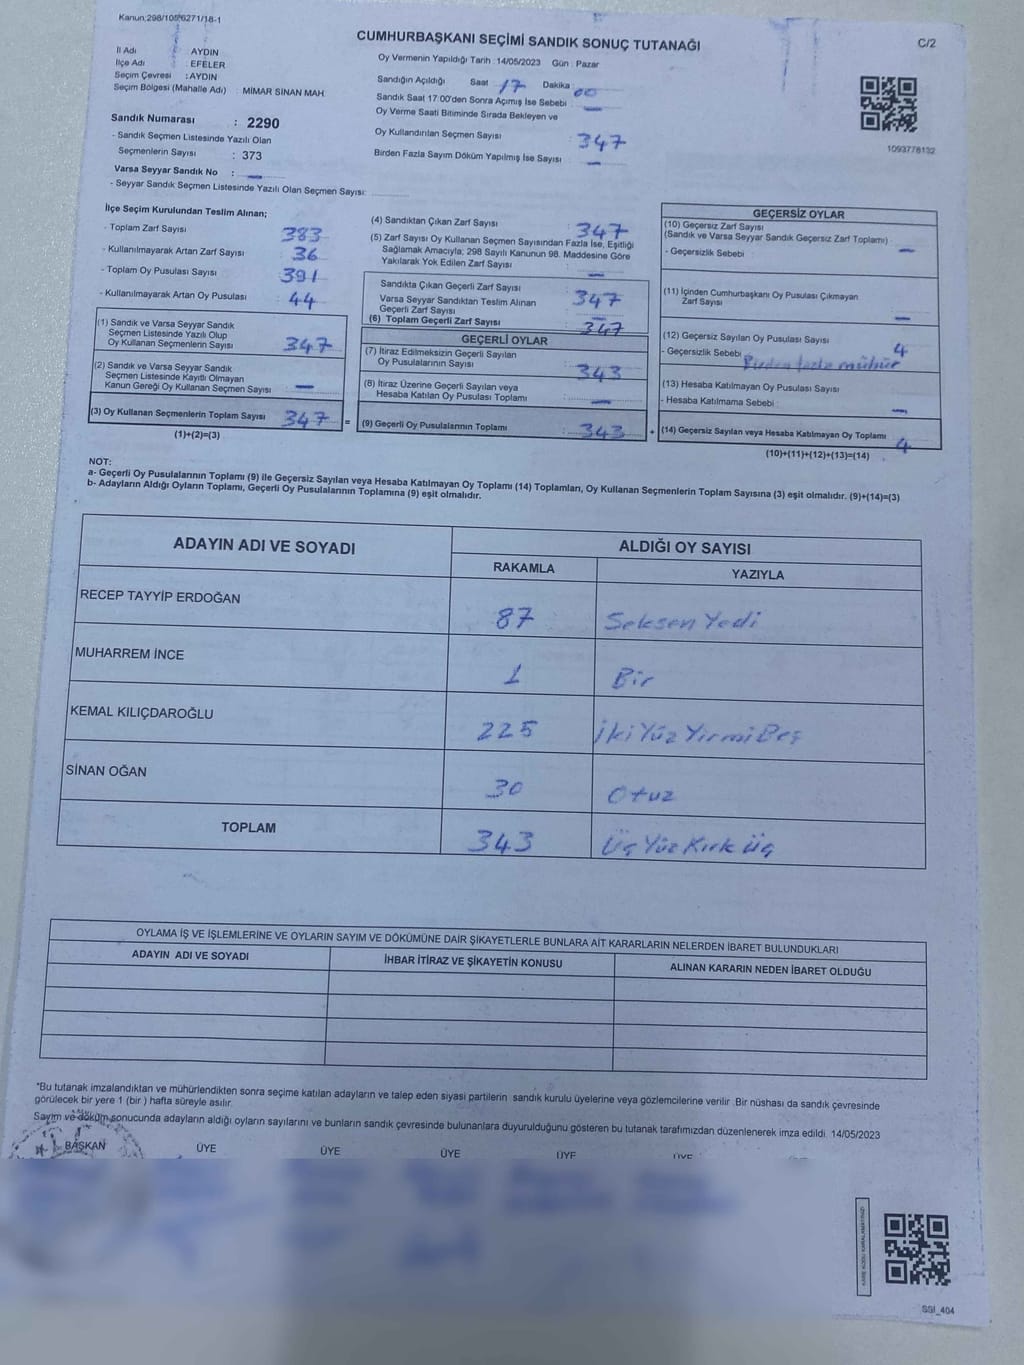 Kanun:298/105/6271/18-1
CUMHURBAŞKANI SEÇİMİ SANDIK SONUÇ TUTANAĞI
C/2
İl Adı : AYDIN
İlçe Adı : EFELER
Seçim Çevresi : AYDIN
Seçim Bölgesi (Mahalle Adı) : MİMAR SİNAN MAH
Oy Vermenin Yapıldığı Tarih : 14/05/2023 Gün : Pazar
Sandığın Açıldığı Saat 17 Dakika 00
Sandık Saat 17:00'den Sonra Açımış İse Sebebi : —
Oy Verme Saati Bitiminde Sırada Bekleyen ve
Oy Kullandırılan Seçmen Sayısı : 347
Birden Fazla Sayım Döküm Yapılmış İse Sayısı : —
1093778132
Sandık Numarası : 2290
- Sandık Seçmen Listesinde Yazılı Olan
Seçmenlerin Sayısı : 373
Varsa Seyyar Sandık No : —
- Seyyar Sandık Seçmen Listesinde Yazılı Olan Seçmen Sayısı:
İlçe Seçim Kurulundan Teslim Alınan;
- Toplam Zarf Sayısı 383
- Kullanılmayarak Artan Zarf Sayısı 36
- Toplam Oy Pusulası Sayısı 391
- Kullanılmayarak Artan Oy Pusulası 44
(1) Sandık ve Varsa Seyyar Sandık
Seçmen Listesinde Yazılı Olup
Oy Kullanan Seçmenlerin Sayısı 347
(2) Sandık ve Varsa Seyyar Sandık
Seçmen Listesinde Kayıtlı Olmayan
Kanun Gereği Oy Kullanan Seçmen Sayısı —
(3) Oy Kullanan Seçmenlerin Toplam Sayısı 347 =
(1)+(2)=(3)
(4) Sandıktan Çıkan Zarf Sayısı 347
(5) Zarf Sayısı Oy Kullanan Seçmen Sayısından Fazla İse, Eşitliği
Sağlamak Amacıyla; 298 Sayılı Kanunun 98. Maddesine Göre
Yakılarak Yok Edilen Zarf Sayısı —
Sandıkta Çıkan Geçerli Zarf Sayısı 347
Varsa Seyyar Sandıktan Teslim Alınan
Geçerli Zarf Sayısı —
(6) Toplam Geçerli Zarf Sayısı 347
GEÇERLİ OYLAR
(7) İtiraz Edilmeksizin Geçerli Sayılan
Oy Pusulalarının Sayısı 343
(8) İtiraz Üzerine Geçerli Sayılan veya
Hesaba Katılan Oy Pusulası Toplamı —
(9) Geçerli Oy Pusulalarının Toplamı : 343 +
GEÇERSİZ OYLAR
(10) Geçersiz Zarf Sayısı
(Sandık ve Varsa Seyyar Sandık Geçersiz Zarf Toplamı) : —
- Geçersizlik Sebebi :
(11) İçinden Cumhurbaşkanı Oy Pusulası Çıkmayan
Zarf Sayısı —
(12) Geçersiz Sayılan Oy Pusulası Sayısı 4
- Geçersizlik Sebebi Birden fazla mühür
(13) Hesaba Katılmayan Oy Pusulası Sayısı
- Hesaba Katılmama Sebebi : —
(14) Geçersiz Sayılan veya Hesaba Katılmayan Oy Toplamı 4
(10)+(11)+(12)+(13)=(14)
NOT:
a- Geçerli Oy Pusulalarının Toplamı (9) ile Geçersiz Sayılan veya Hesaba Katılmayan Oy Toplamı (14) Toplamları, Oy Kullanan Seçmenlerin Toplam Sayısına (3) eşit olmalıdır. (9)+(14)=(3)
b- Adayların Aldığı Oyların Toplamı, Geçerli Oy Pusulalarının Toplamına (9) eşit olmalıdır.
ADAYIN ADI VE SOYADI ALDIĞI OY SAYISI
RAKAMLA YAZIYLA
RECEP TAYYİP ERDOĞAN 87 Seksen Yedi
MUHARREM İNCE 1 Bir
KEMAL KILIÇDAROĞLU 225 İki Yüz Yirmi Beş
SİNAN OĞAN 30 Otuz
TOPLAM 343 Üç Yüz Kırk Üç
OYLAMA İŞ VE İŞLEMLERİNE VE OYLARIN SAYIM VE DÖKÜMÜNE DAİR ŞİKAYETLERLE BUNLARA AİT KARARLARIN NELERDEN İBARET BULUNDUKLARI
ADAYIN ADI VE SOYADI İHBAR İTİRAZ VE ŞİKAYETİN KONUSU ALINAN KARARIN NEDEN İBARET OLDUĞU
*Bu tutanak imzalandıktan ve mühürlendikten sonra seçime katılan adayların ve talep eden siyasi partilerin sandık kurulu üyelerine veya gözlemcilerine verilir .Bir nüshası da sandık çevresinde
görülecek bir yere 1 (bir ) hafta süreyle asılır.
Sayım ve döküm sonucunda adayların aldığı oyların sayılarını ve bunların sandık çevresinde bulunanlara duyurulduğunu gösteren bu tutanak tarafımızdan düzenlenerek imza edildi. 14/05/2023
BAŞKAN ÜYE ÜYE ÜYE ÜYE ÜYE
SSI_404